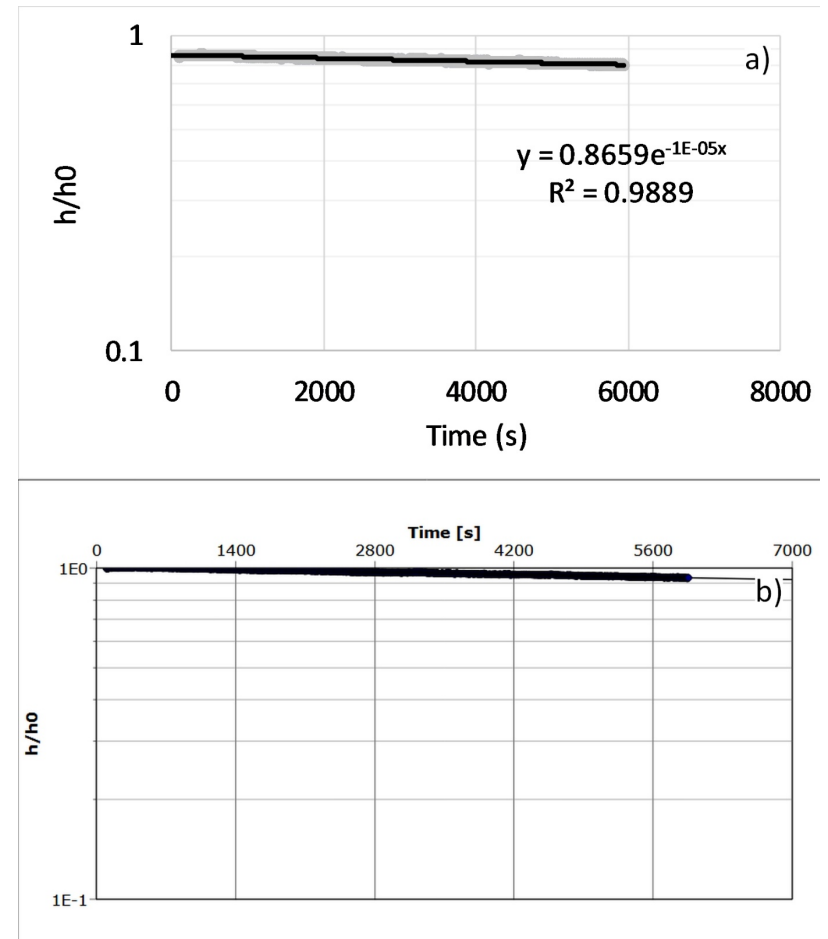 1
a)
y = 0.8659e^-1E-05x
R² = 0.9889
h/h0
0.1
0 2000 4000 6000 8000
Time (s)
Time [s]
0 1400 2800 4200 5600 7000
1E0
b)
h/h0
1E-1